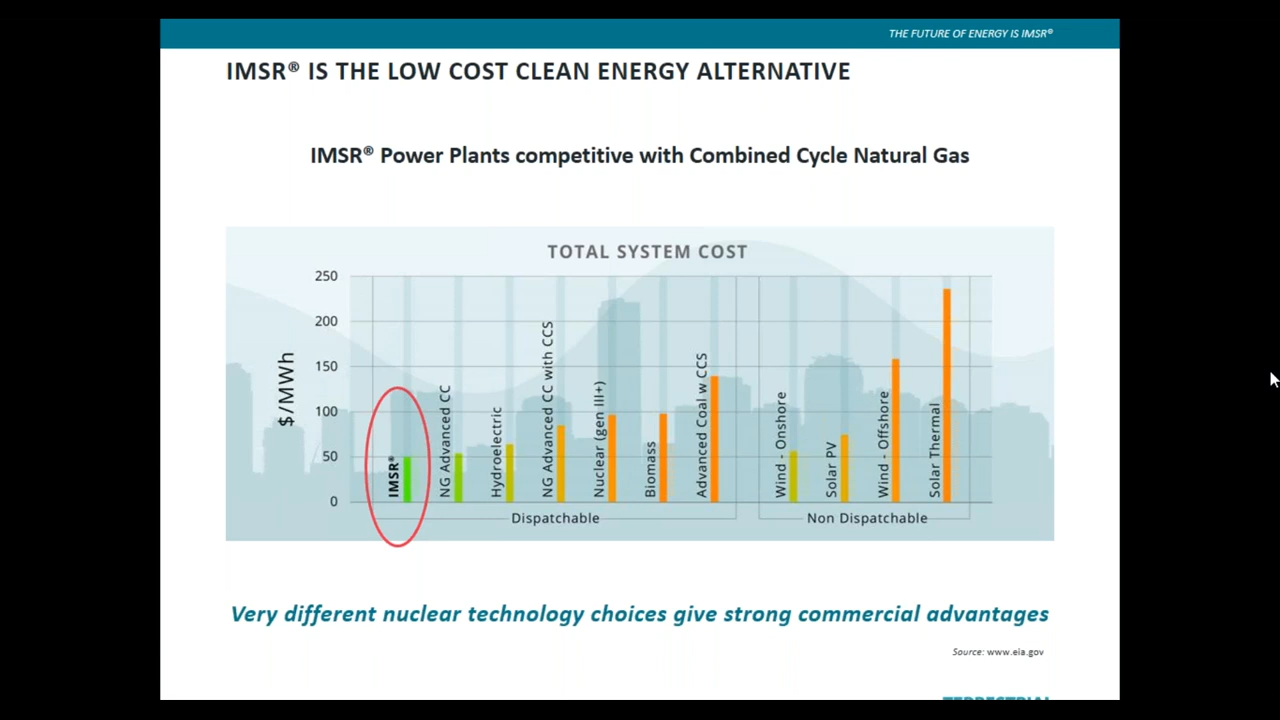 THE FUTURE OF ENERGY IS IMSR®
IMSR® IS THE LOW COST CLEAN ENERGY ALTERNATIVE
IMSR® Power Plants competitive with Combined Cycle Natural Gas
TOTAL SYSTEM COST
$/MWh
250
200
150
100
50
0
IMSR®
NG Advanced CC
Hydroelectric
NG Advanced CC with CCS
Nuclear (gen III+)
Biomass
Advanced Coal w CCS
Wind - Onshore
Solar PV
Wind - Offshore
Solar Thermal
Dispatchable
Non Dispatchable
Very different nuclear technology choices give strong commercial advantages
Source: www.eia.gov